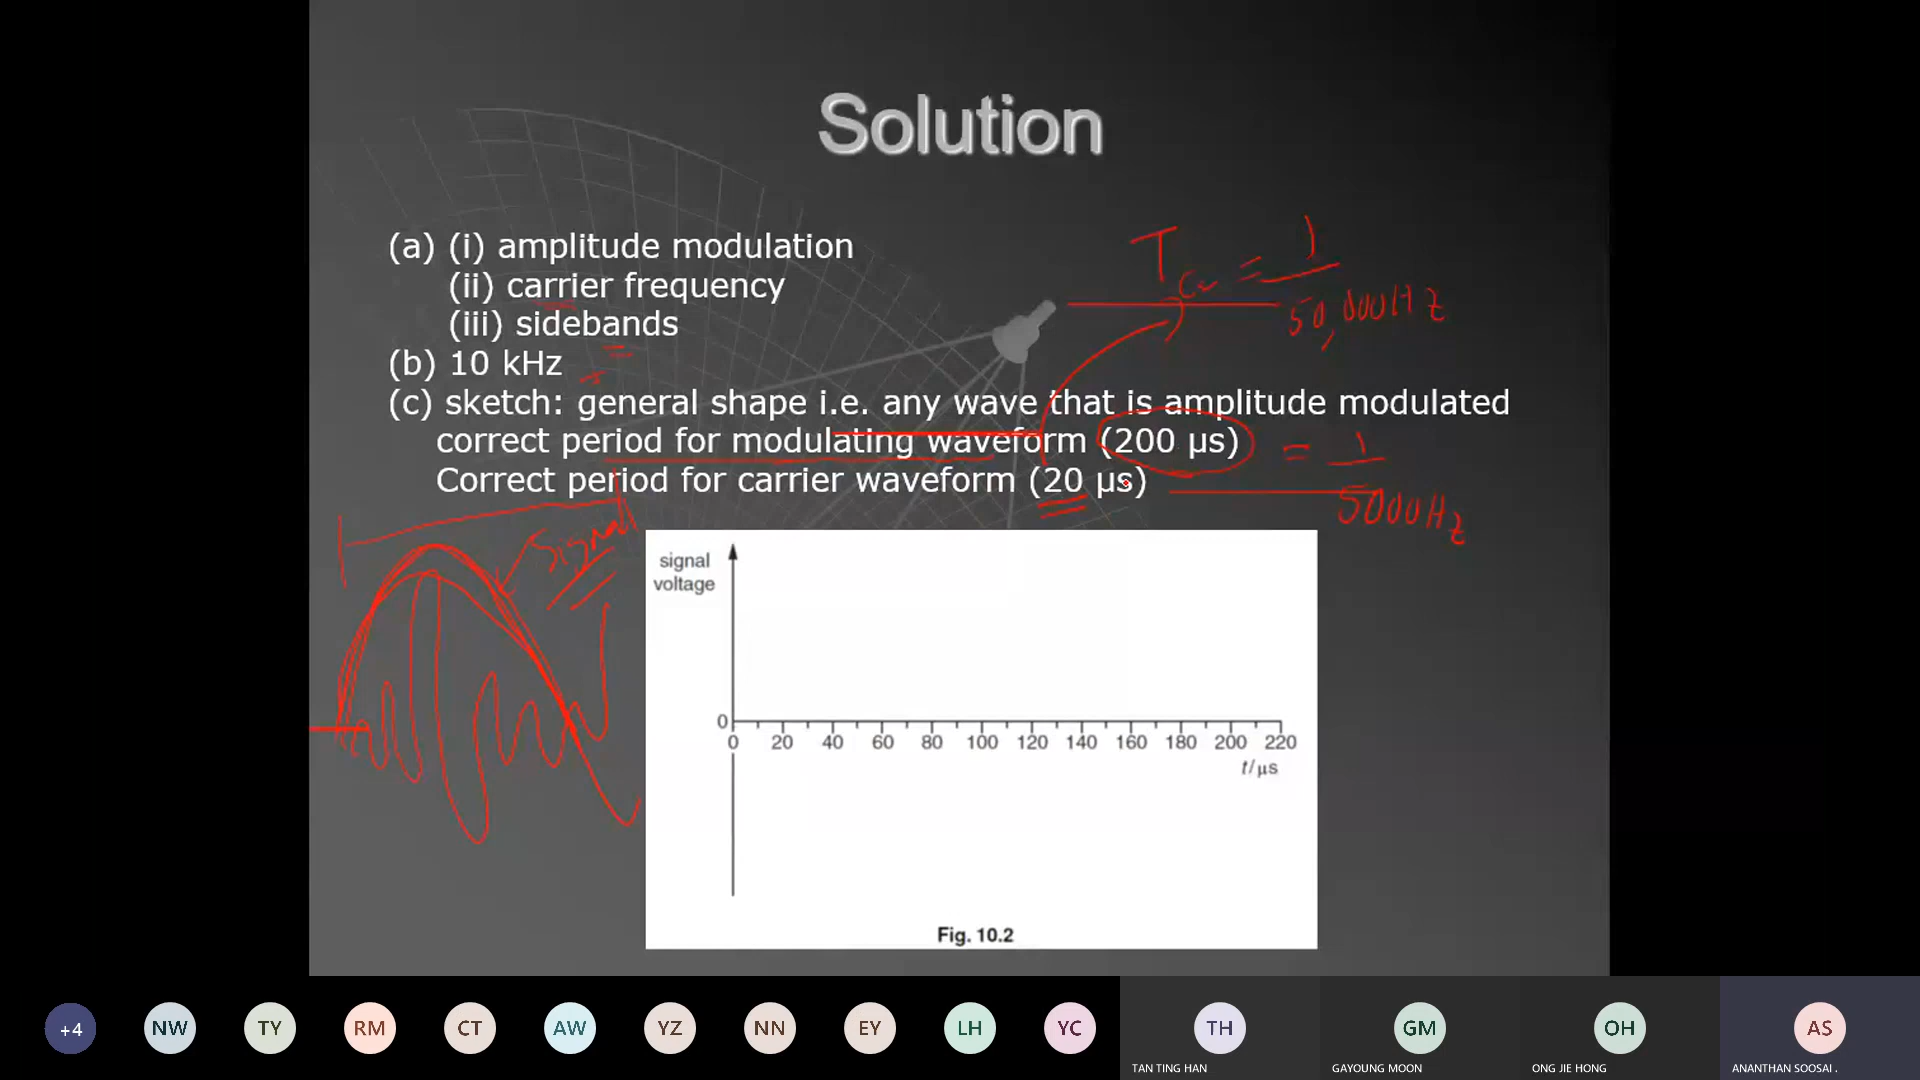 Solution
(a) (i) amplitude modulation
(ii) carrier frequency
(iii) sidebands
(b) 10 kHz
(c) sketch: general shape i.e. any wave that is amplitude modulated
correct period for modulating waveform (200 μs)
Correct period for carrier waveform (20 μs)
= 1
50,000Hz
= 1
5000Hz
Signal
signal
voltage
0
0 20 40 60 80 100 120 140 160 180 200 220
t/μs
Fig. 10.2
+4 NW TY RM CT AW YZ NN EY LH YC TH GM OH AS
TAN TING HAN GAYOUNG MOON ONG JIE HONG ANANTHAN SOOSAI .